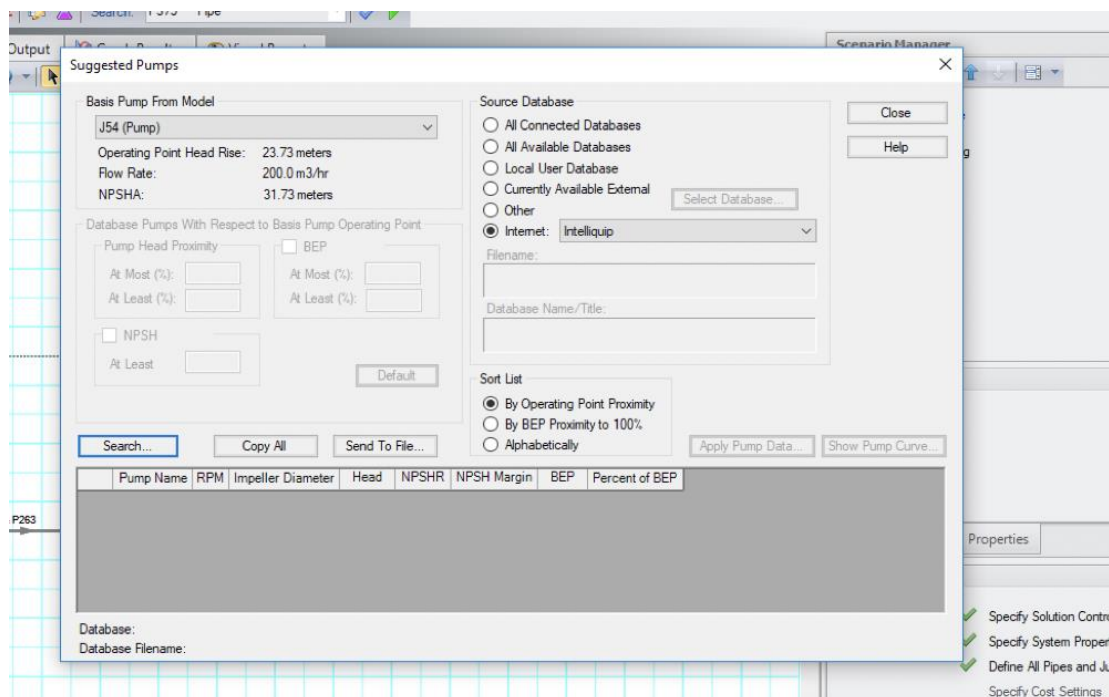 Search:
Pipe
Output
Scenario Manager
Suggested Pumps
Basis Pump From Model
J54 (Pump)
Operating Point Head Rise: 23.73 meters
Flow Rate: 200.0 m3/hr
NPSHA: 31.73 meters
Database Pumps With Respect to Basis Pump Operating Point
Pump Head Proximity
At Most (%):
At Least (%):
BEP
At Most (%):
At Least (%):
NPSH
At Least
Default
Source Database
All Connected Databases
All Available Databases
Local User Database
Currently Available External
Other
Select Database...
Internet: Intelliquip
Filename:
Database Name/Title:
Close
Help
Sort List
By Operating Point Proximity
By BEP Proximity to 100%
Alphabetically
Search...
Copy All
Send To File...
Apply Pump Data...
Show Pump Curve...
Pump Name RPM Impeller Diameter Head NPSHR NPSH Margin BEP Percent of BEP
Database:
Database Filename:
P263
Properties
Specify Solution Contro
Specify System Proper
Define All Pipes and Ju
Specify Cost Settings